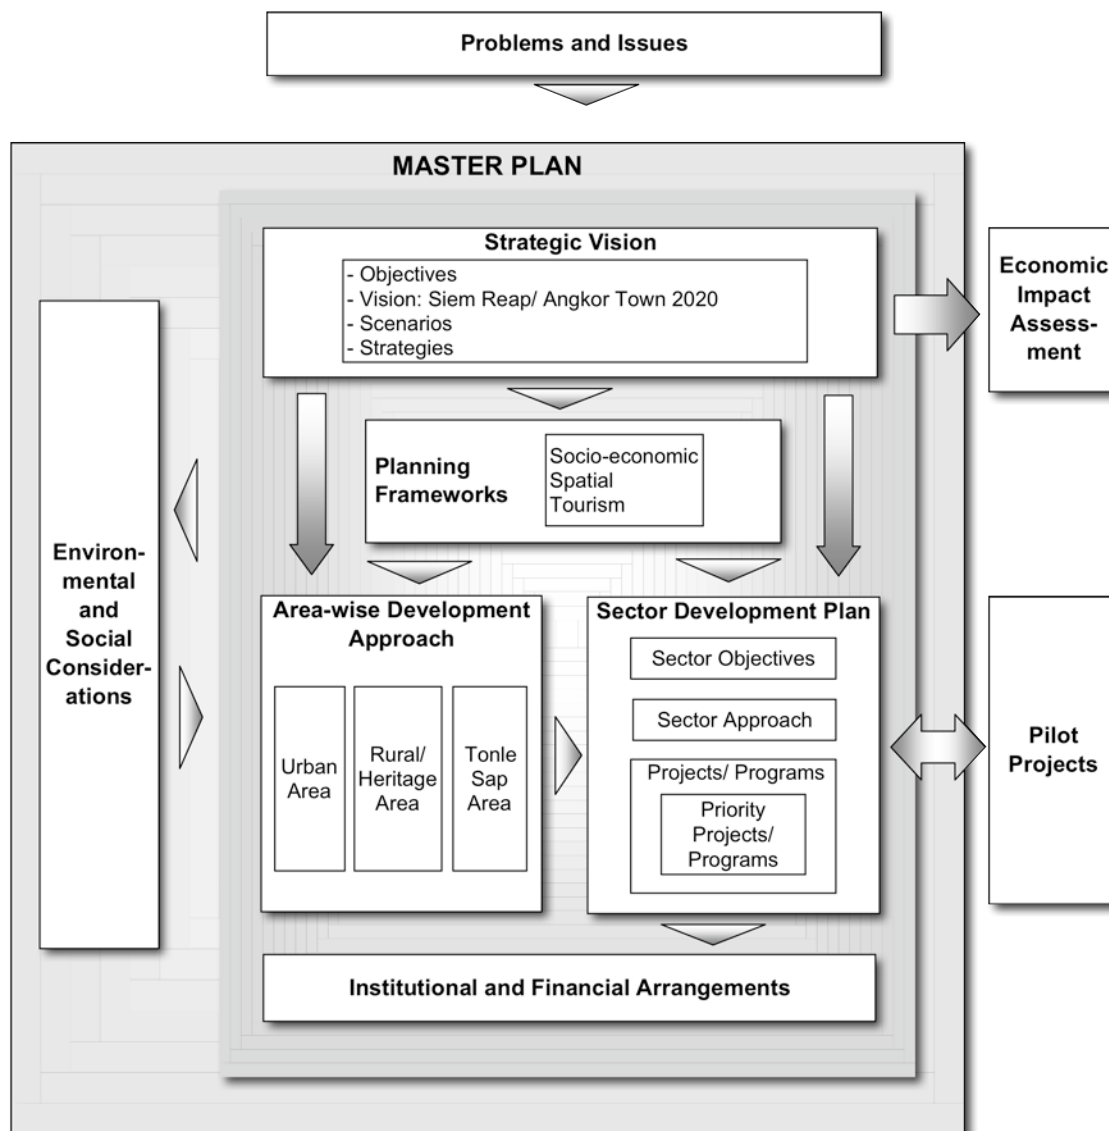 Problems and Issues
MASTER PLAN
Strategic Vision
- Objectives
- Vision: Siem Reap/ Angkor Town 2020
- Scenarios
- Strategies
Economic
Impact
Assess-
ment
Planning
Frameworks
Socio-economic
Spatial
Tourism
Environ-
mental
and
Social
Consider-
ations
Area-wise Development
Approach
Urban
Area
Rural/
Heritage
Area
Tonle
Sap
Area
Sector Development Plan
Sector Objectives
Sector Approach
Projects/ Programs
Priority
Projects/
Programs
Pilot
Projects
Institutional and Financial Arrangements